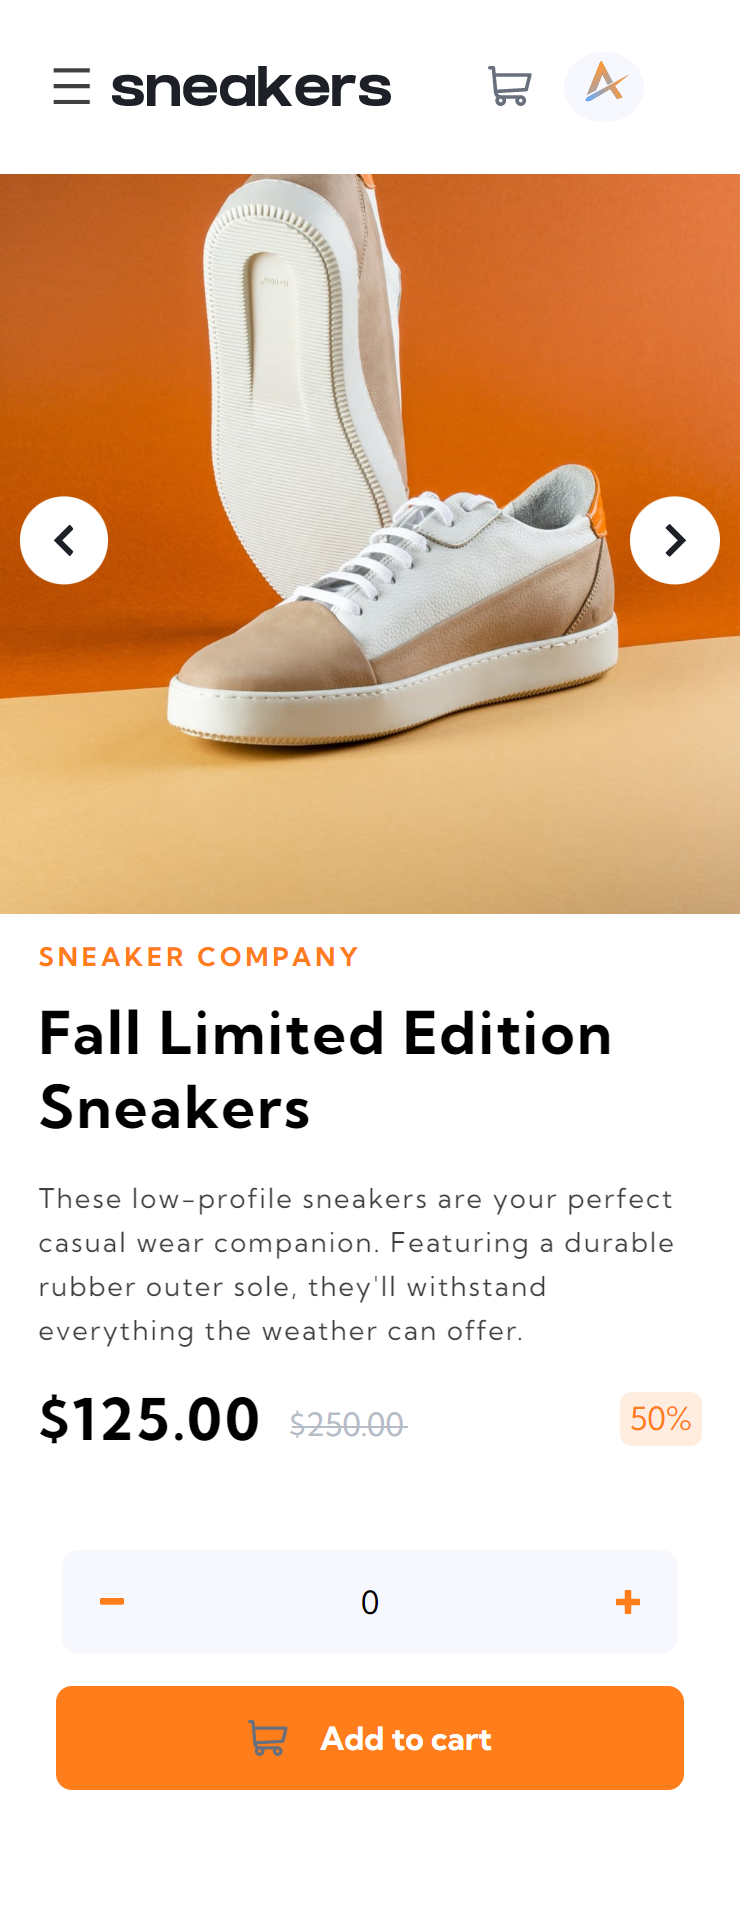 sneakers
SNEAKER COMPANY
Fall Limited Edition
Sneakers
These low-profile sneakers are your perfect
casual wear companion. Featuring a durable
rubber outer sole, they'll withstand
everything the weather can offer.
$125.00 $250.00 50%
0
Add to cart